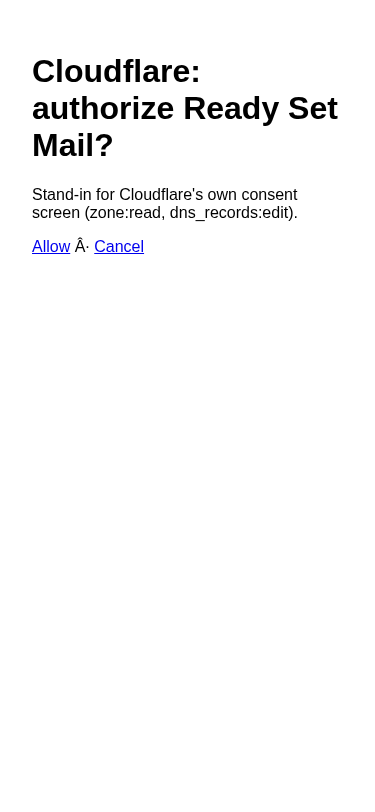 Cloudflare:
authorize Ready Set
Mail?
Stand-in for Cloudflare's own consent
screen (zone:read, dns_records:edit).
Allow Â· Cancel